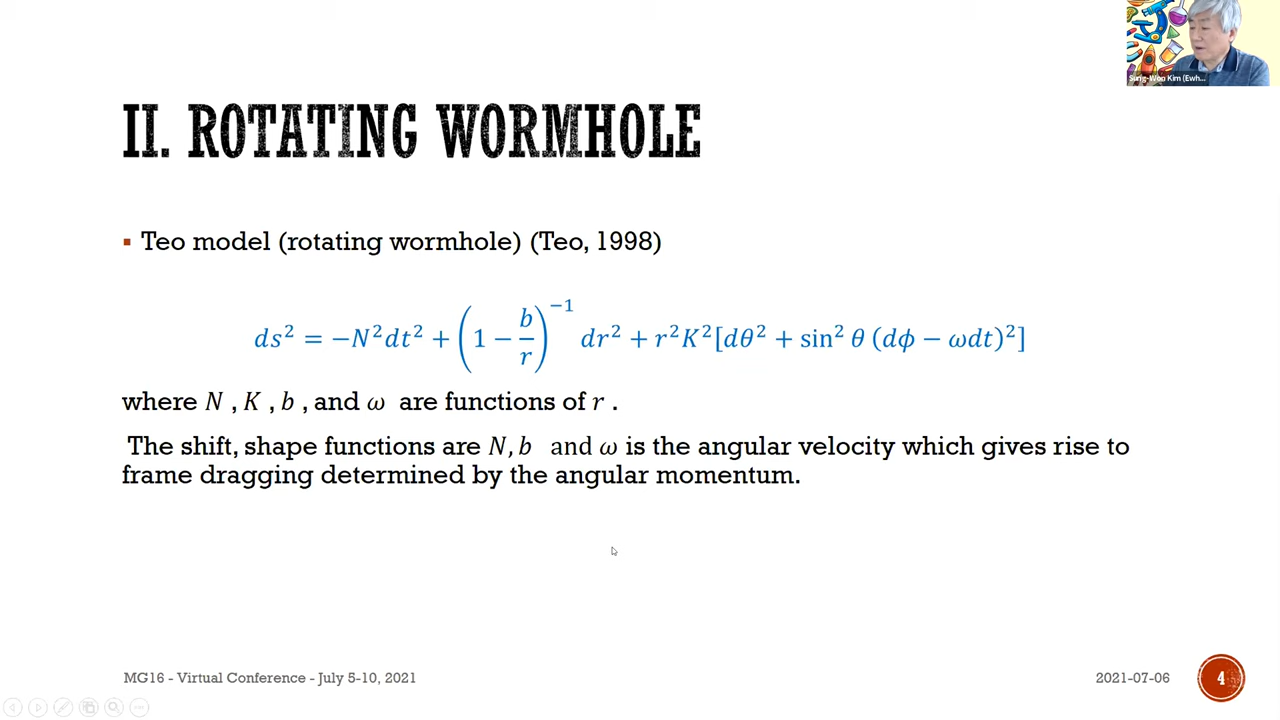 Sung-Won Kim (Ewh...
II. ROTATING WORMHOLE
▪ Teo model (rotating wormhole) (Teo, 1998)
ds² = −N²dt² + (1 − b/r)⁻¹ dr² + r²K²[dθ² + sin² θ (dϕ − ωdt)²]
where N , K , b , and ω are functions of r .
The shift, shape functions are N, b and ω is the angular velocity which gives rise to
frame dragging determined by the angular momentum.
MG16 - Virtual Conference - July 5-10, 2021
2021-07-06
4